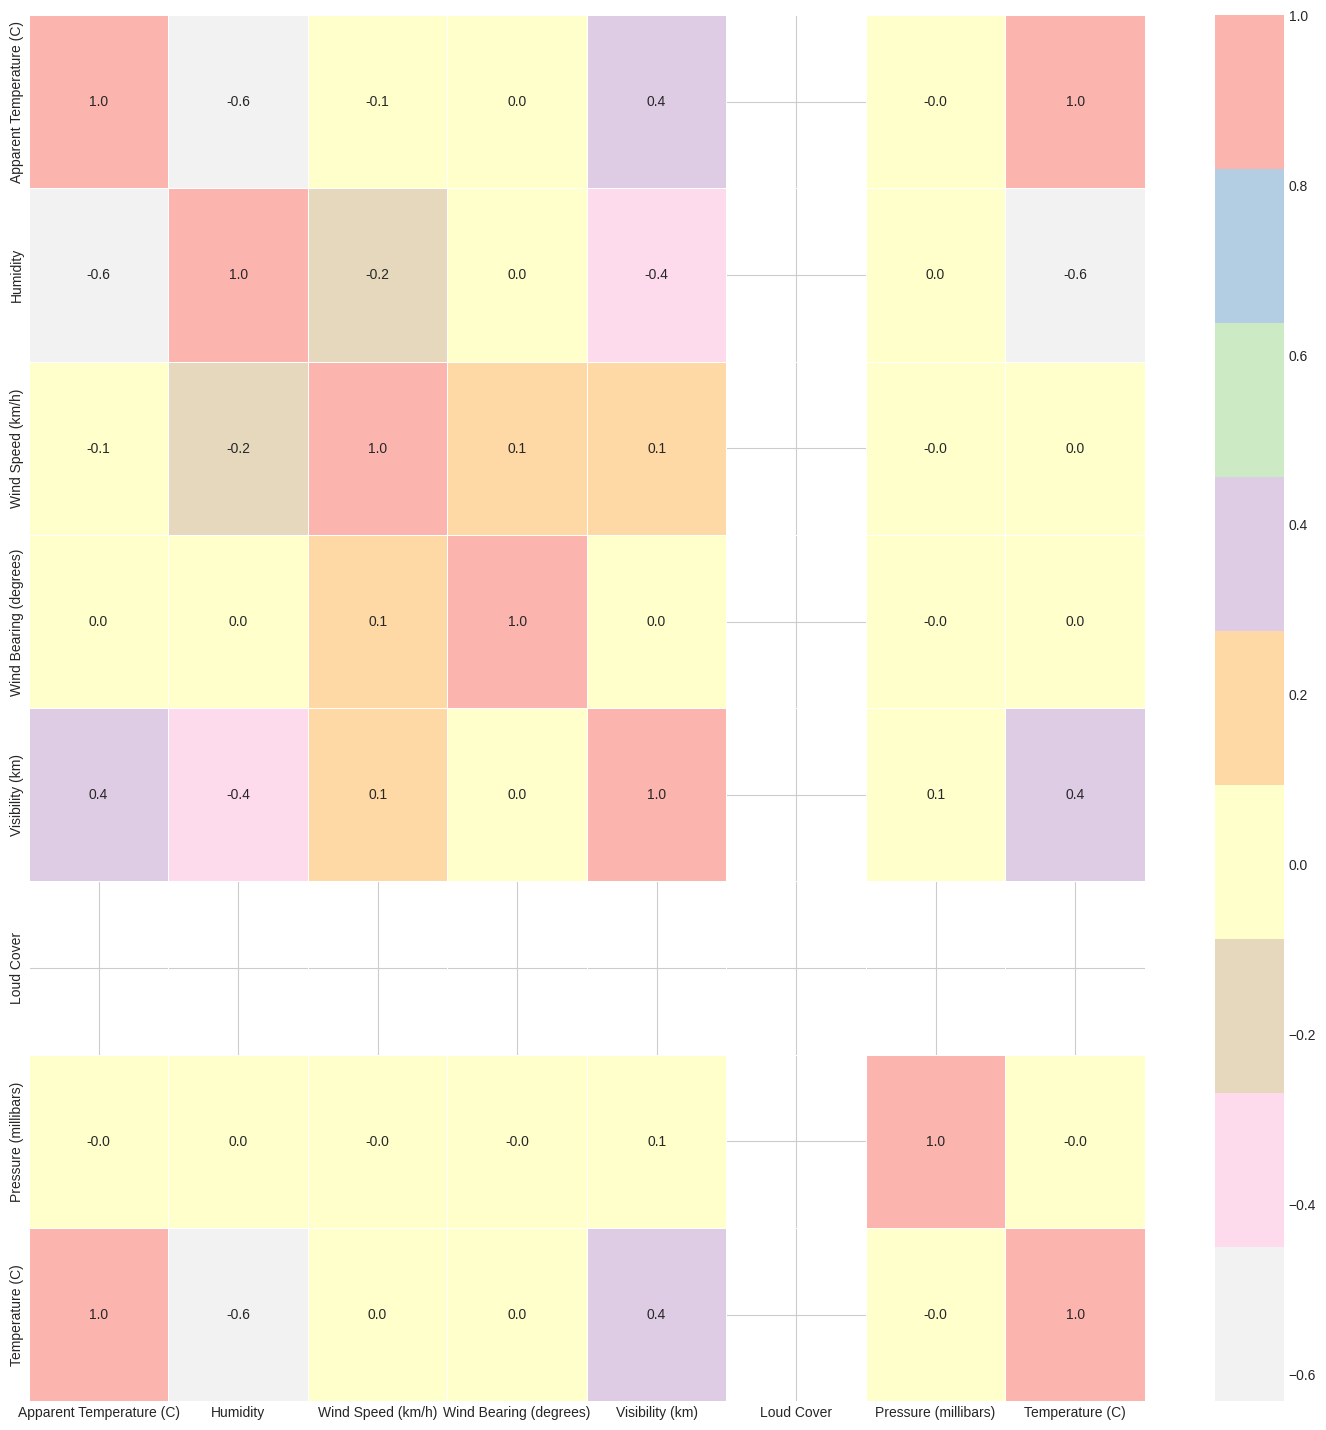 Apparent Temperature (C) 1.0 -0.6 -0.1 0.0 0.4 -0.0 1.0
Humidity -0.6 1.0 -0.2 0.0 -0.4 0.0 -0.6
Wind Speed (km/h) -0.1 -0.2 1.0 0.1 0.1 -0.0 0.0
Wind Bearing (degrees) 0.0 0.0 0.1 1.0 0.0 -0.0 0.0
Visibility (km) 0.4 -0.4 0.1 0.0 1.0 0.1 0.4
Loud Cover
Pressure (millibars) -0.0 0.0 -0.0 -0.0 0.1 1.0 -0.0
Temperature (C) 1.0 -0.6 0.0 0.0 0.4 -0.0 1.0
Apparent Temperature (C) Humidity Wind Speed (km/h) Wind Bearing (degrees) Visibility (km) Loud Cover Pressure (millibars) Temperature (C)
1.0
0.8
0.6
0.4
0.2
0.0
−0.2
−0.4
−0.6